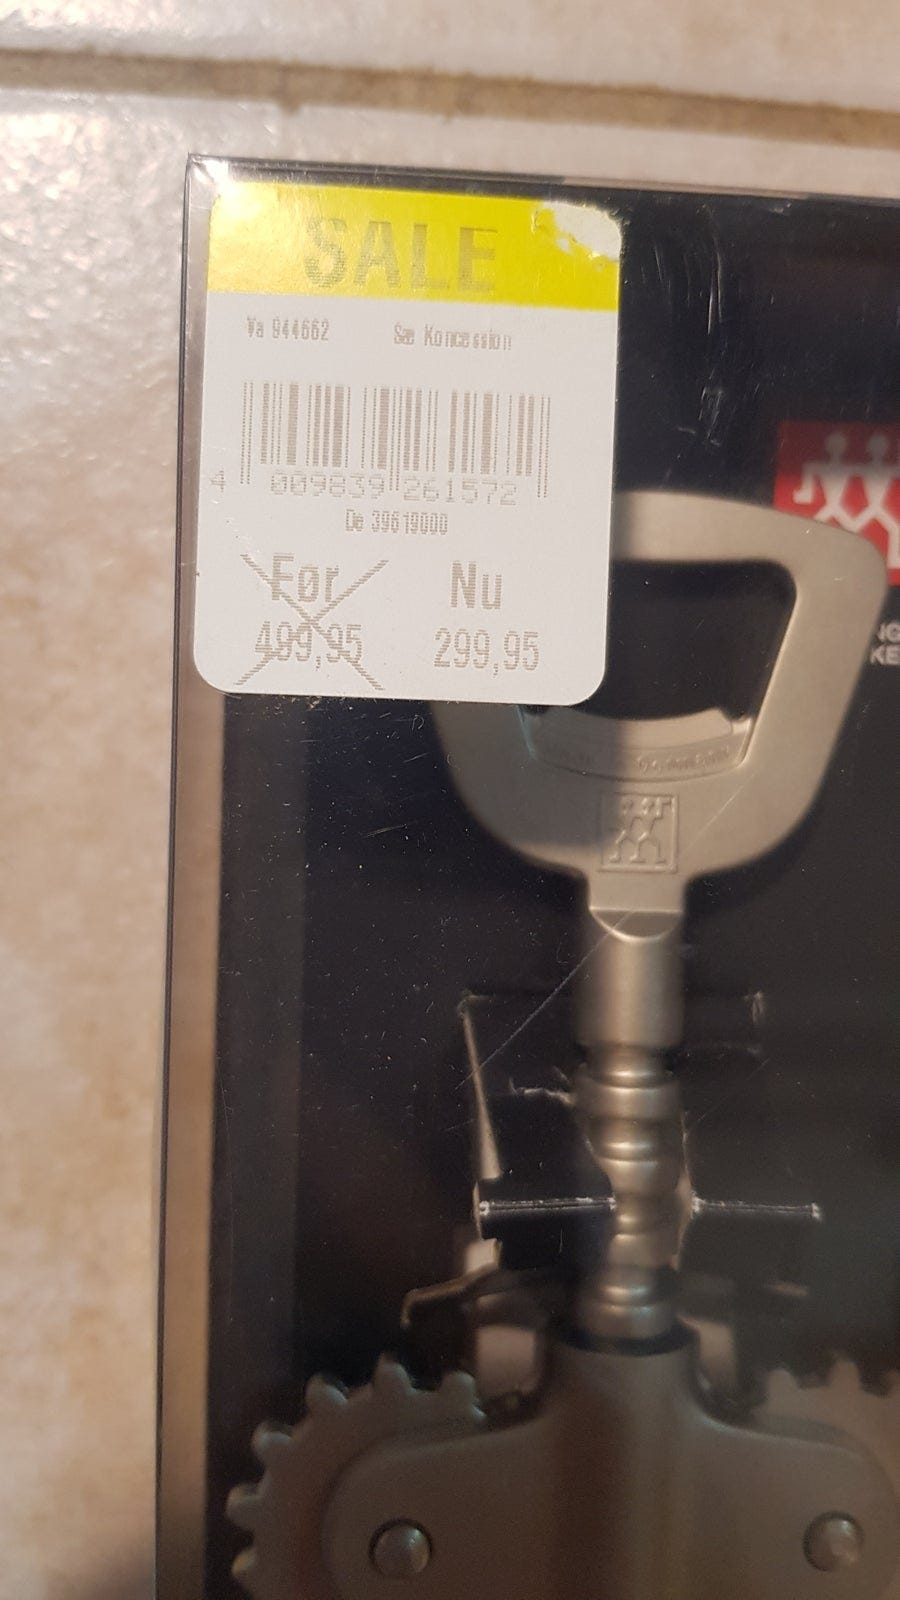 SALE
Va 944662 Sæ Koncession
4 009839 261572
De 39619000
Før Nu
499,95 299,95